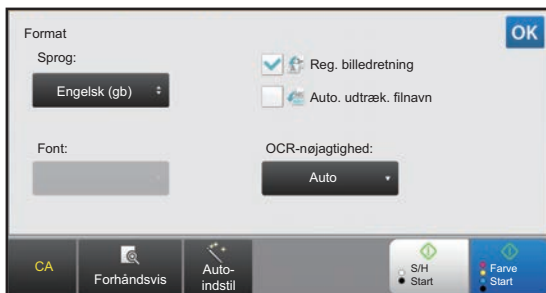 Format
OK
Sprog:
Engelsk (gb)
Reg. billedretning
Auto. udtræk. filnavn
Font:
OCR-nøjagtighed:
Auto
CA
Forhåndsvis
Auto-
indstil
S/H
Start
Farve
Start